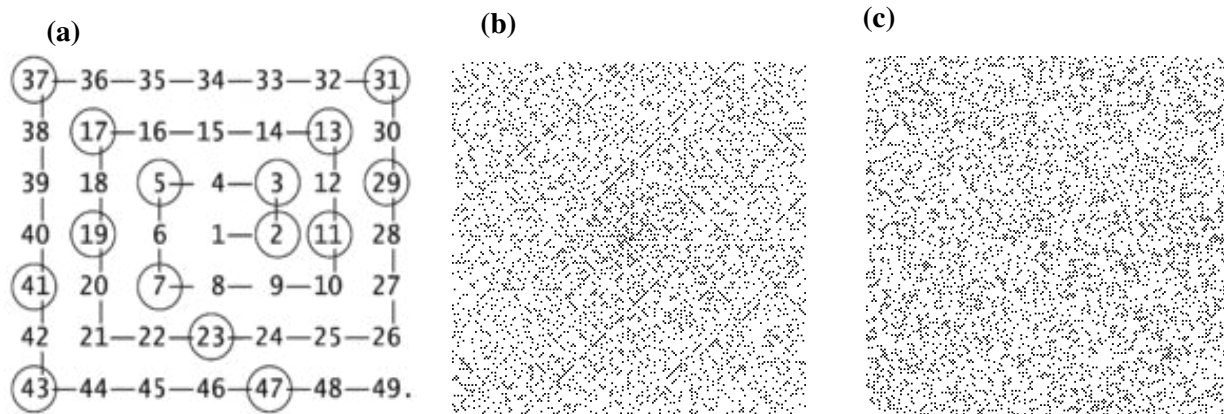 (a)
(b)
(c)
37—36—35—34—33—32—31
38 17—16—15—14—13 30
39 18 5—4—3 12 29
40 19 6 1—2 11 28
41 20 7—8—9—10 27
42 21—22—23—24—25—26
43—44—45—46—47—48—49.